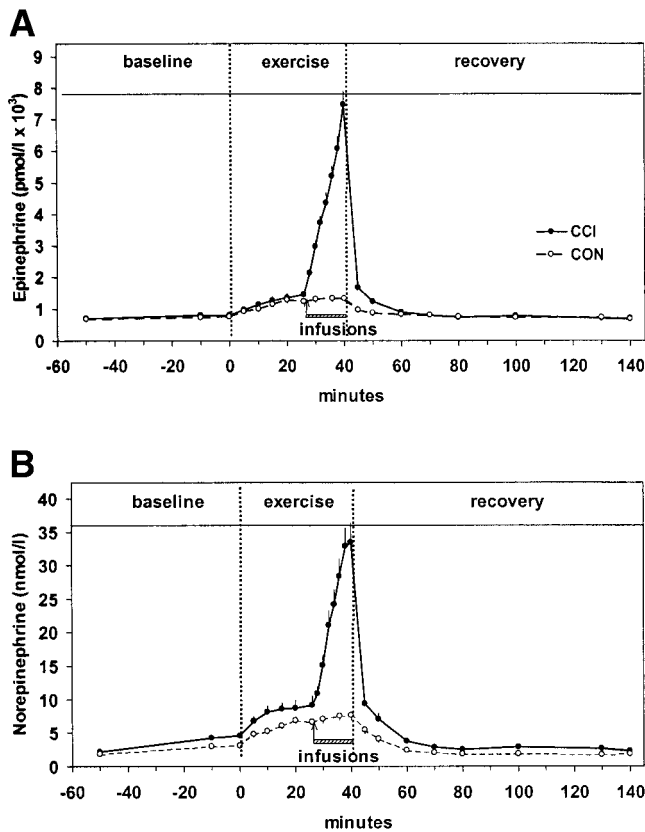 A
baseline exercise recovery
Epinephrine (pmol/l x 10³)
9
8
7
6
5
4
3
2
1
0
CCI
CON
infusions
-60 -40 -20 0 20 40 60 80 100 120 140
minutes
B
baseline exercise recovery
Norepinephrine (nmol/l)
40
35
30
25
20
15
10
5
0
infusions
-60 -40 -20 0 20 40 60 80 100 120 140
minutes